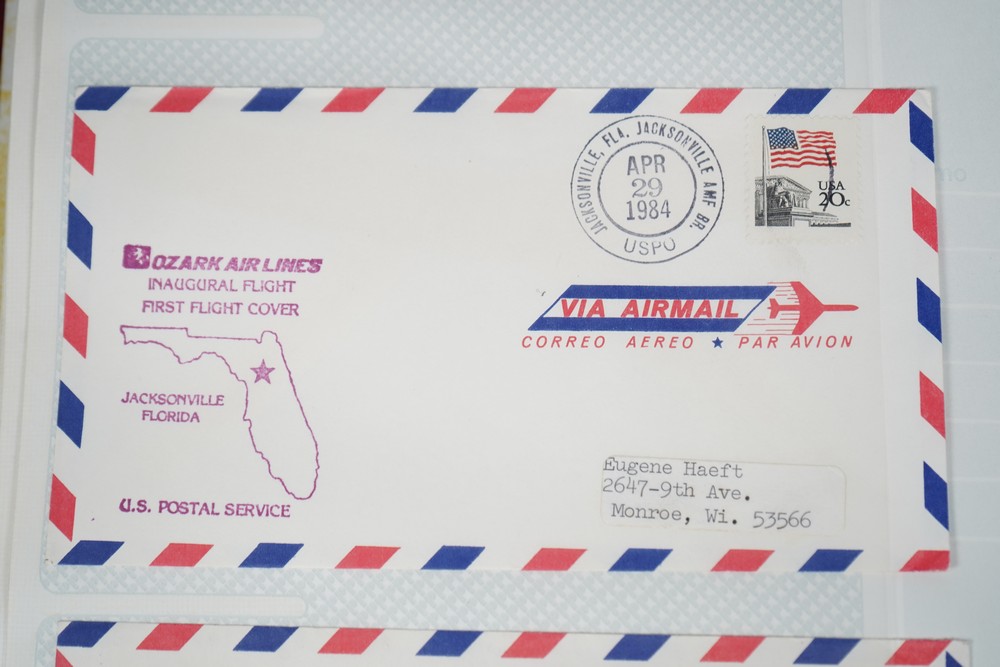 OZARK AIR LINES
INAUGURAL FLIGHT
FIRST FLIGHT COVER
JACKSONVILLE
FLORIDA
U.S. POSTAL SERVICE
JACKSONVILLE, FLA. JACKSONVILLE AMF BR.
APR
29
1984
USPO
USA
20c
VIA AIRMAIL
CORREO AEREO ★ PAR AVION
Eugene Haeft
2647-9th Ave.
Monroe, Wi. 53566